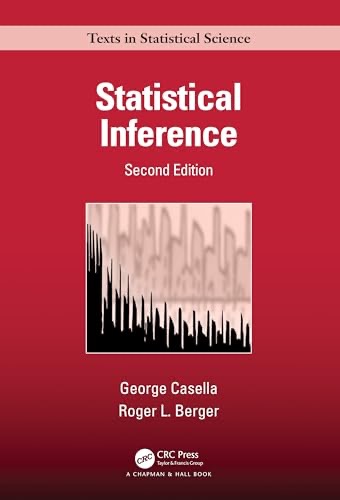 Texts in Statistical Science
Statistical
Inference
Second Edition
George Casella
Roger L. Berger
CRC
CRC Press
Taylor & Francis Group
A CHAPMAN & HALL BOOK